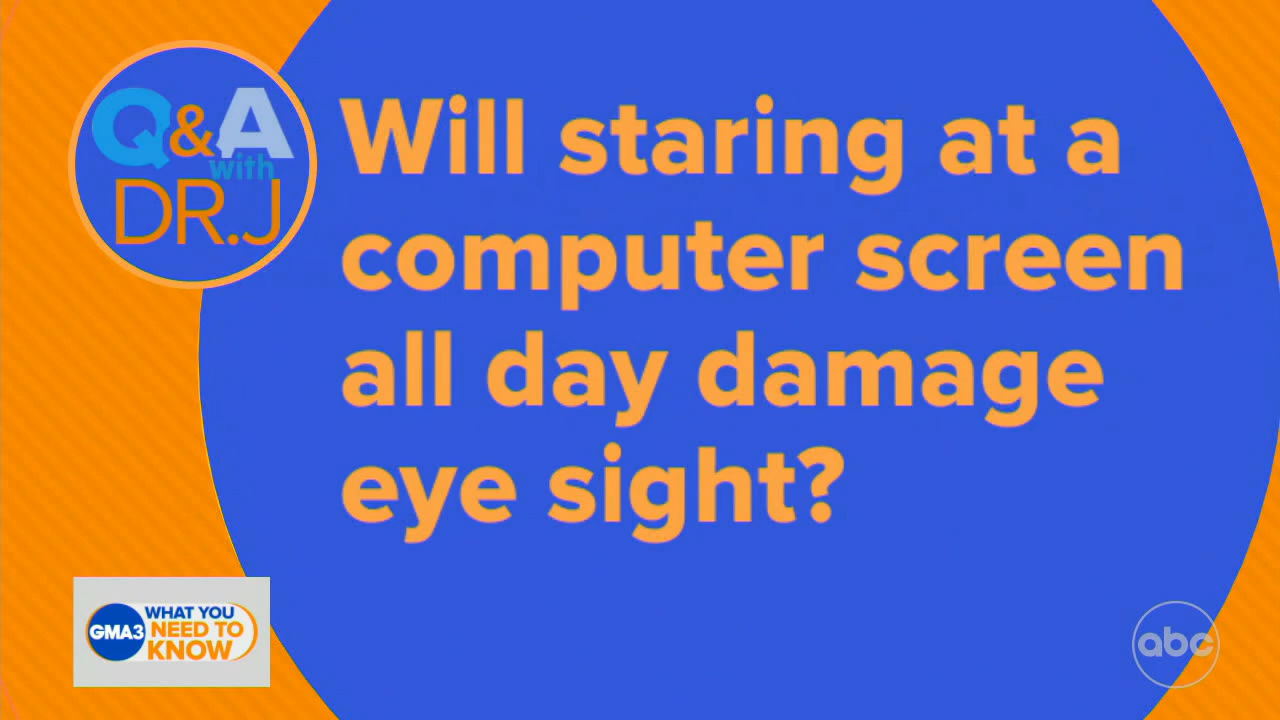 Q&A
with
DR.J
Will staring at a
computer screen
all day damage
eye sight?
GMA3
WHAT YOU
NEED TO
KNOW
abc